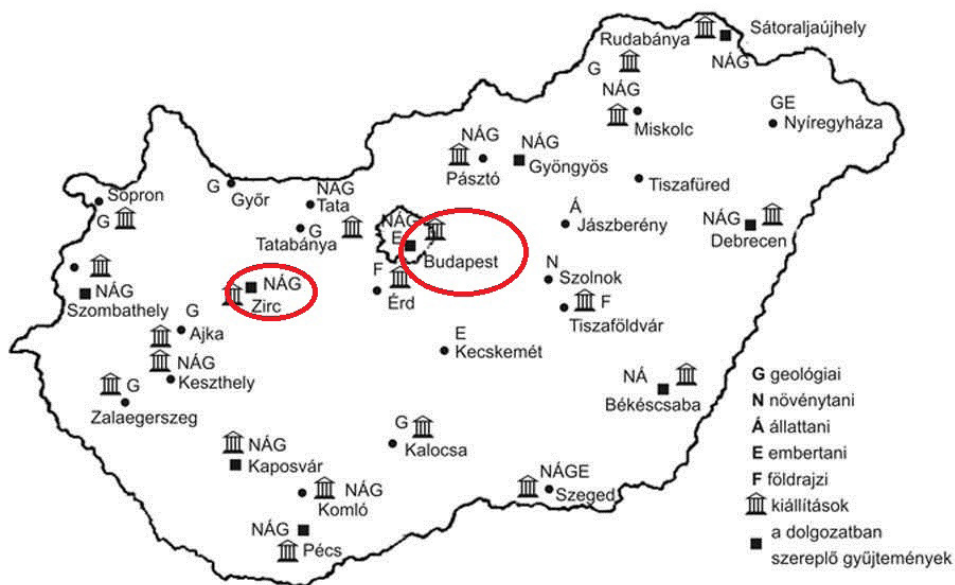 Sátoraljaújhely
Rudabánya
G
NÁG
NÁG
Miskolc
GE
Nyíregyháza
NÁG
Pásztó
NÁG
Gyöngyös
Tiszafüred
Sopron
G
G
Győr
NÁG
Tata
G
Tatabánya
NÁG
E
Budapest
Á
Jászberény
NÁG
Debrecen
NÁG
Szombathely
NÁG
Zirc
F
Érd
N
Szolnok
F
Tiszaföldvár
G
Ajka
NÁG
Keszthely
E
Kecskemét
G
Zalaegerszeg
NÁ
Békéscsaba
G
Kalocsa
NÁG
Kaposvár
NÁG
Komló
NÁGE
Szeged
NÁG
Pécs
G geológiai
N növénytani
Á állattani
E embertani
F földrajzi
kiállítások
a dolgozatban
szereplő gyűjtemények